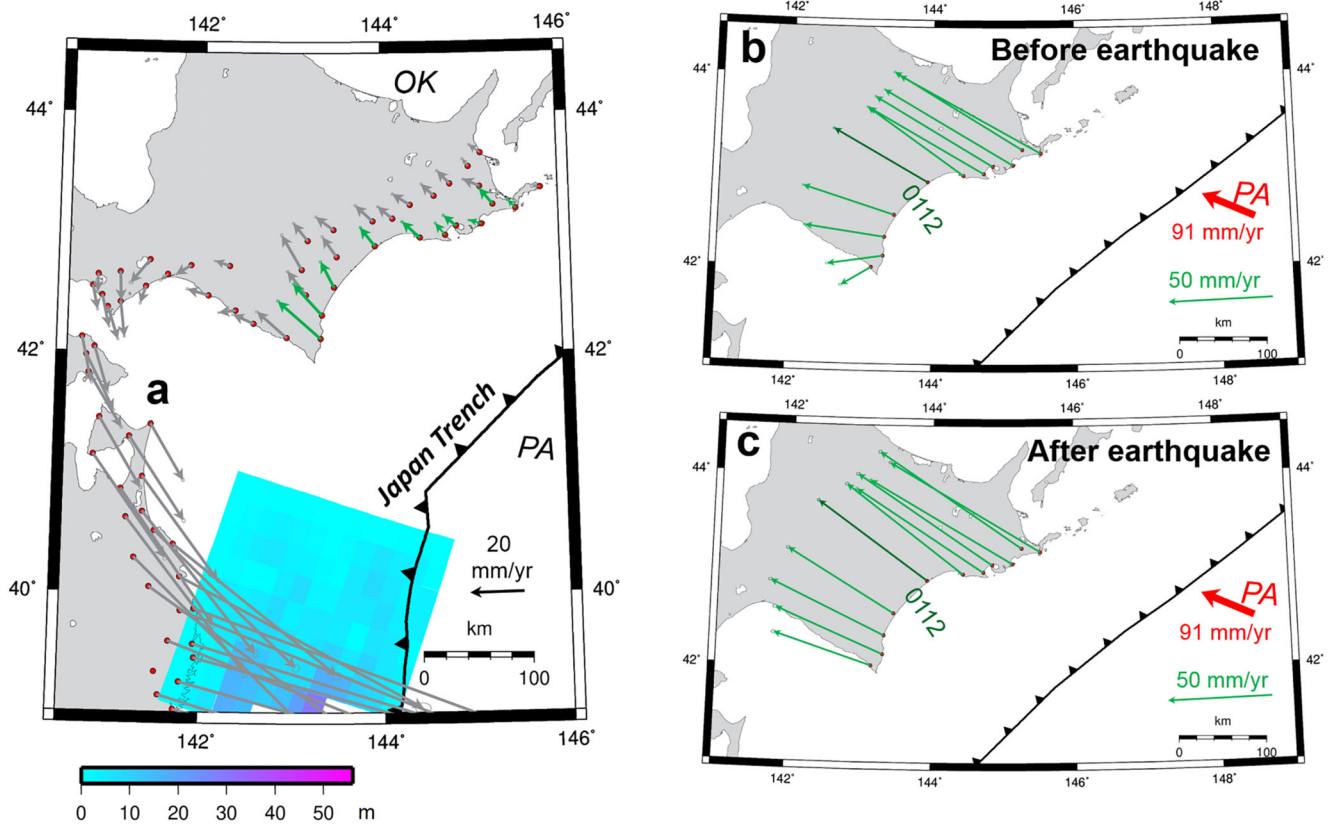 142˚
144˚
146˚
OK
44˚
44˚
42˚
42˚
a
Japan Trench
PA
20
mm/yr
40˚
40˚
km
0
100
142˚
144˚
146˚
0
10
20
30
40
50
m
142˚
144˚
146˚
148˚
b
Before earthquake
44˚
44˚
0112
PA
91 mm/yr
42˚
42˚
50 mm/yr
km
0
100
142˚
144˚
146˚
148˚
142˚
144˚
146˚
148˚
c
After earthquake
44˚
44˚
0112
PA
91 mm/yr
42˚
42˚
50 mm/yr
km
0
100
142˚
144˚
146˚
148˚